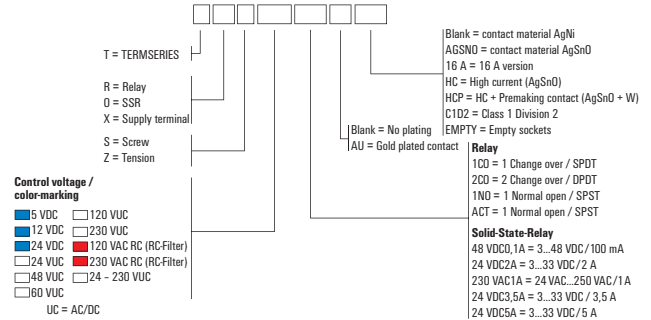 T = TERMSERIES
R = Relay
O = SSR
X = Supply terminal
S = Screw
Z = Tension
Control voltage /
color-marking
5 VDC 120 VUC
12 VDC 230 VUC
24 VDC 120 VAC RC (RC-Filter)
24 VUC 230 VAC RC (RC-Filter)
48 VUC 24 – 230 VUC
60 VUC
UC = AC/DC
Blank = No plating
AU = Gold plated contact
Blank = contact material AgNi
AGSNO = contact material AgSnO
16 A = 16 A version
HC = High current (AgSnO)
HCP = HC + Premaking contact (AgSnO + W)
C1D2 = Class 1 Division 2
EMPTY = Empty sockets
Relay
1CO = 1 Change over / SPDT
2CO = 2 Change over / DPDT
1NO = 1 Normal open / SPST
ACT = 1 Normal open / SPST
Solid-State-Relay
48 VDC0,1A = 3...48 VDC/100 mA
24 VDC2A = 3...33 VDC/2 A
230 VAC1A = 24 VAC...250 VAC/1A
24 VDC3,5A = 3...33 VDC / 3,5 A
24 VDC5A = 3...33 VDC/5 A